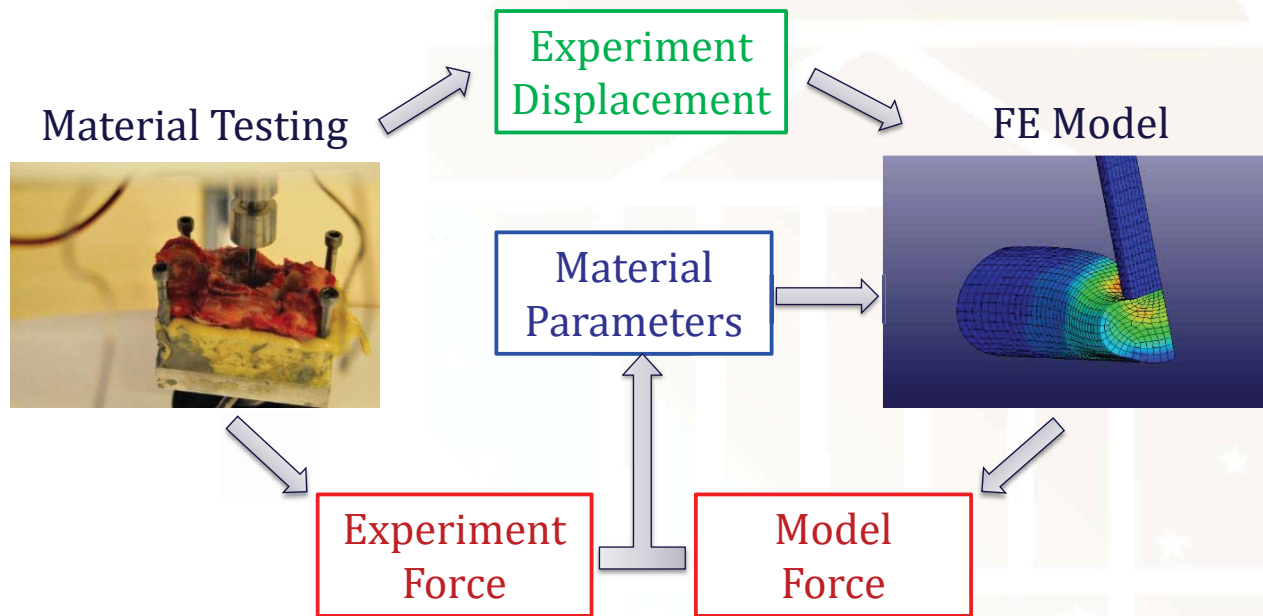 Experiment
Displacement
Material Testing
FE Model
Material
Parameters
Experiment
Force
Model
Force